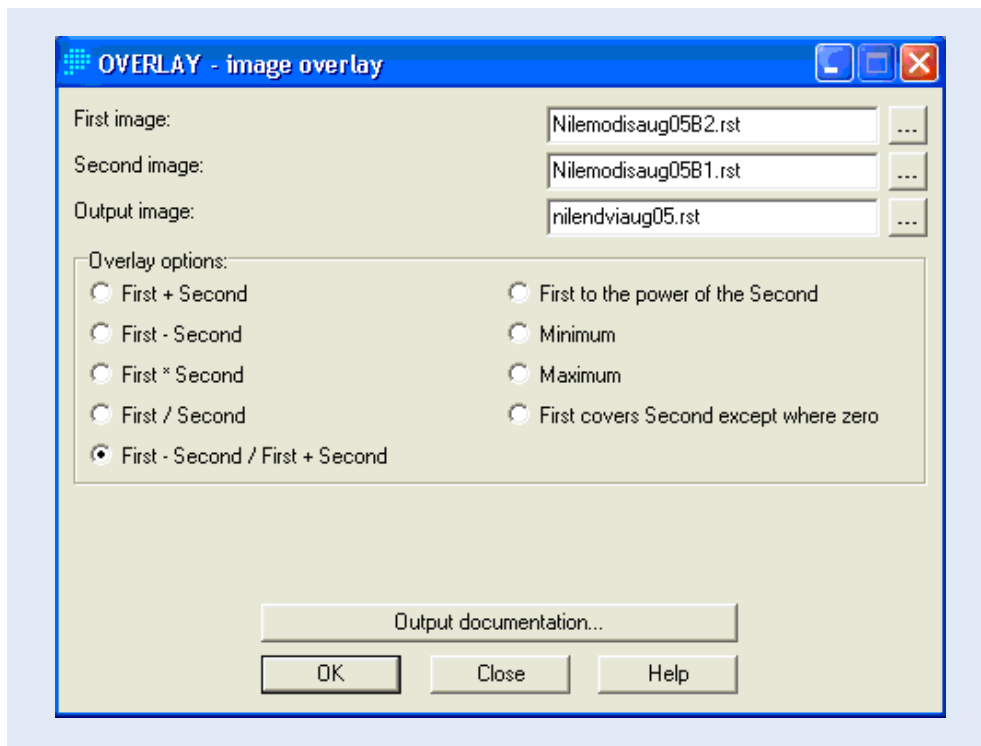 OVERLAY - image overlay
First image:
Nilemodisaug05B2.rst
...
Second image:
Nilemodisaug05B1.rst
...
Output image:
nilendviaug05.rst
...
Overlay options:
First + Second
First - Second
First * Second
First / Second
First - Second / First + Second
First to the power of the Second
Minimum
Maximum
First covers Second except where zero
Output documentation...
OK
Close
Help